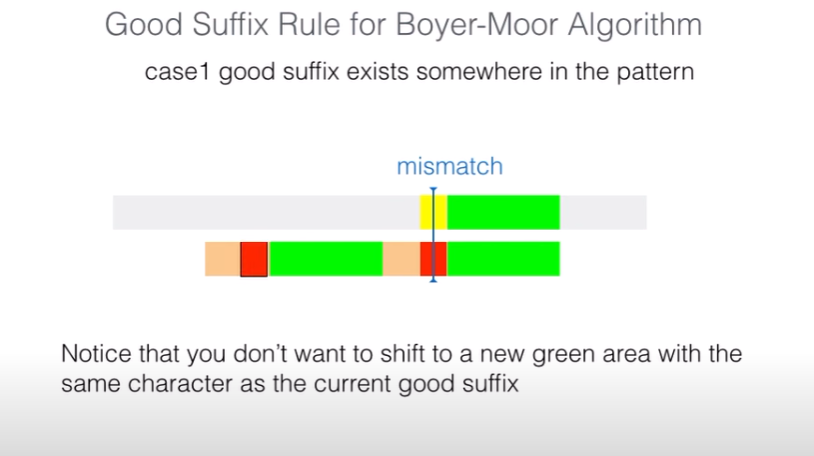 Good Suffix Rule for Boyer-Moor Algorithm
case1 good suffix exists somewhere in the pattern
mismatch
Notice that you don’t want to shift to a new green area with the
same character as the current good suffix